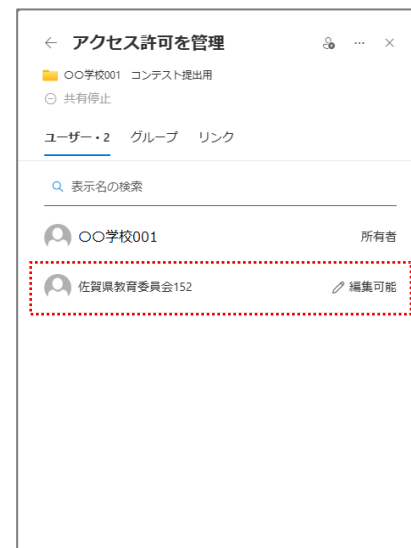 アクセス許可を管理
〇〇学校001 コンテスト提出用
共有停止
ユーザー・2 グループ リンク
表示名の検索
〇〇学校001 所有者
佐賀県教育委員会152 編集可能